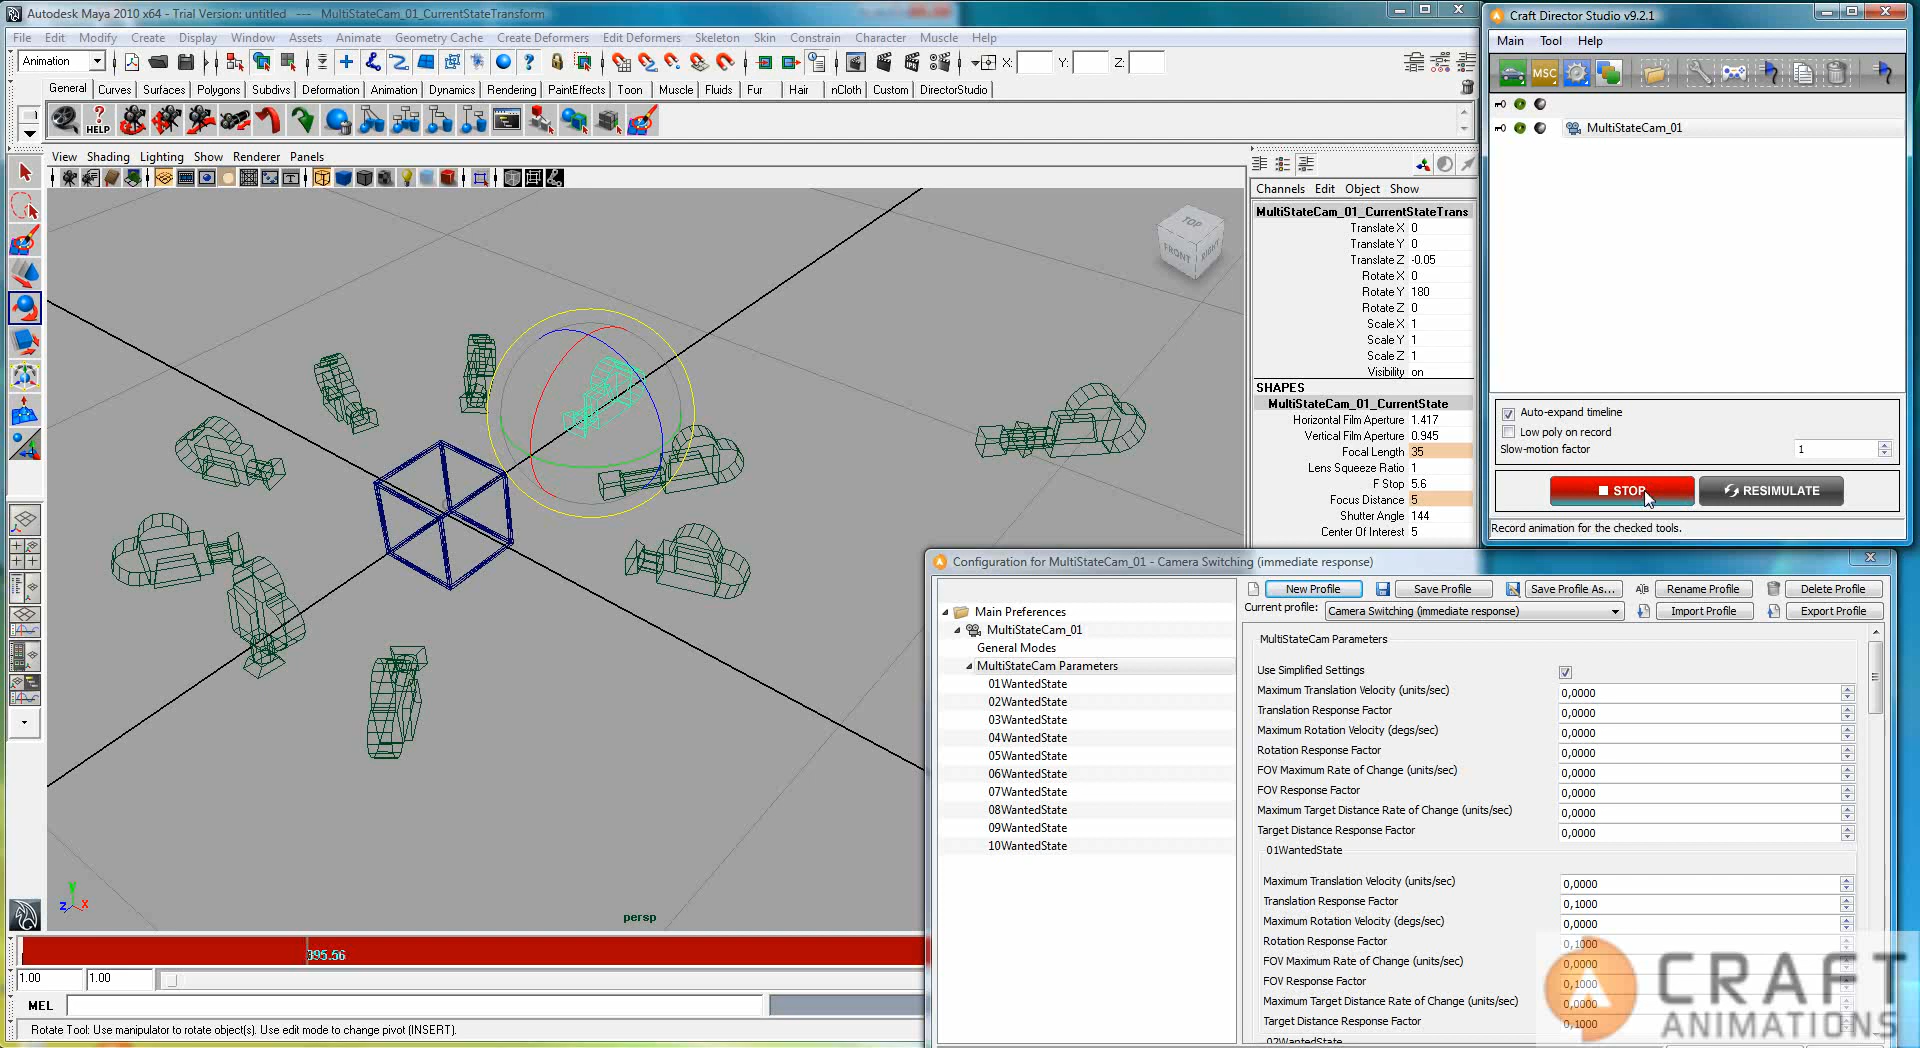 Autodesk Maya 2010 x64 - Trial Version: untitled --- MultiStateCam_01_CurrentStateTransform
File Edit Modify Create Display Window Assets Animate Geometry Cache Create Deformers Edit Deformers Skeleton Skin Constrain Character Muscle Help
Animation X: Y: Z:
General Curves Surfaces Polygons Subdivs Deformation Animation Dynamics Rendering PaintEffects Toon Muscle Fluids Fur Hair nCloth Custom DirectorStudio
HELP
View Shading Lighting Show Renderer Panels
TOP
FRONT RIGHT
persp
y
z x
395.56
1.00 1.00
MEL
Rotate Tool: Use manipulator to rotate object(s). Use edit mode to change pivot (INSERT).
Channels Edit Object Show
MultiStateCam_01_CurrentStateTrans
Translate X 0
Translate Y 0
Translate Z -0.05
Rotate X 0
Rotate Y 180
Rotate Z 0
Scale X 1
Scale Y 1
Scale Z 1
Visibility on
SHAPES
MultiStateCam_01_CurrentState
Horizontal Film Aperture 1.417
Vertical Film Aperture 0.945
Focal Length 35
Lens Squeeze Ratio 1
F Stop 5.6
Focus Distance 5
Shutter Angle 144
Center Of Interest 5
Craft Director Studio v9.2.1
Main Tool Help
MSC
MultiStateCam_01
Auto-expand timeline
Low poly on record
Slow-motion factor 1
STOP RESIMULATE
Record animation for the checked tools.
Configuration for MultiStateCam_01 - Camera Switching (immediate response)
Main Preferences
MultiStateCam_01
General Modes
MultiStateCam Parameters
01WantedState
02WantedState
03WantedState
04WantedState
05WantedState
06WantedState
07WantedState
08WantedState
09WantedState
10WantedState
New Profile Save Profile Save Profile As... Rename Profile Delete Profile
Current profile: Camera Switching (immediate response) Import Profile Export Profile
MultiStateCam Parameters
Use Simplified Settings
Maximum Translation Velocity (units/sec) 0,0000
Translation Response Factor 0,0000
Maximum Rotation Velocity (degs/sec) 0,0000
Rotation Response Factor 0,0000
FOV Maximum Rate of Change (units/sec) 0,0000
FOV Response Factor 0,0000
Maximum Target Distance Rate of Change (units/sec) 0,0000
Target Distance Response Factor 0,0000
01WantedState
Maximum Translation Velocity (units/sec) 0,0000
Translation Response Factor 0,1000
Maximum Rotation Velocity (degs/sec) 0,0000
Rotation Response Factor 0,1000
FOV Maximum Rate of Change (units/sec) 0,0000
FOV Response Factor 0,1000
Maximum Target Distance Rate of Change (units/sec) 0,0000
Target Distance Response Factor 0,1000
02WantedState
CRAFT
ANIMATIONS